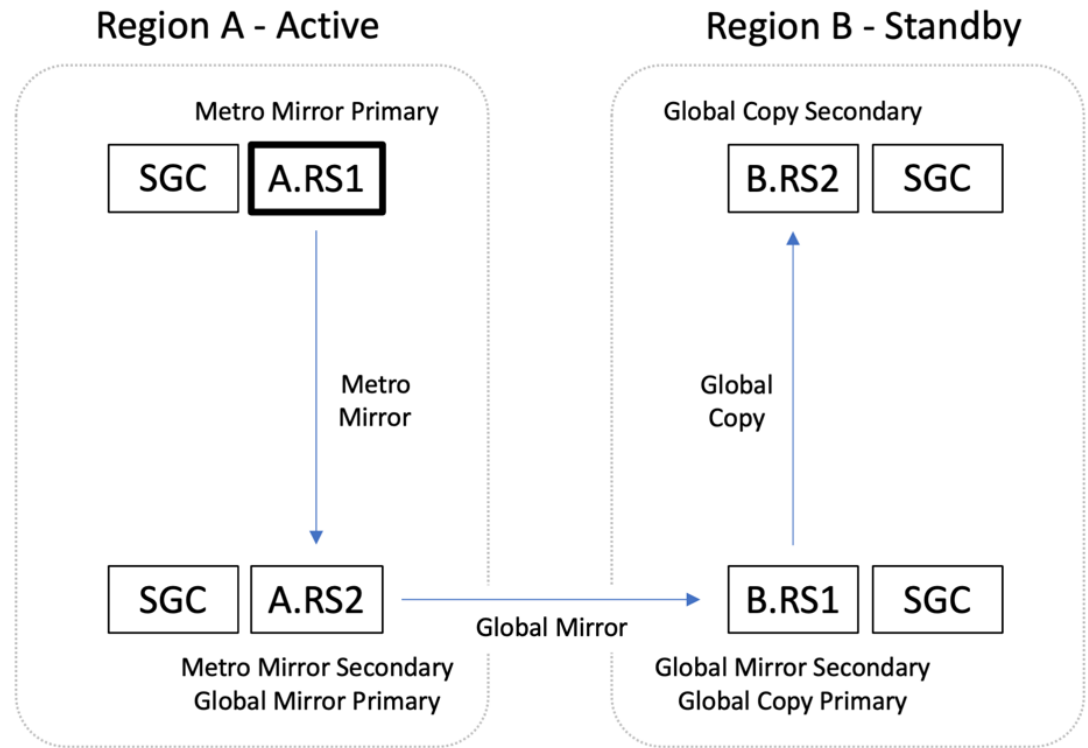 Region A - Active
Region B - Standby
Metro Mirror Primary
Global Copy Secondary
SGC
A.RS1
B.RS2
SGC
Metro
Mirror
Global
Copy
SGC
A.RS2
Global Mirror
B.RS1
SGC
Metro Mirror Secondary
Global Mirror Primary
Global Mirror Secondary
Global Copy Primary